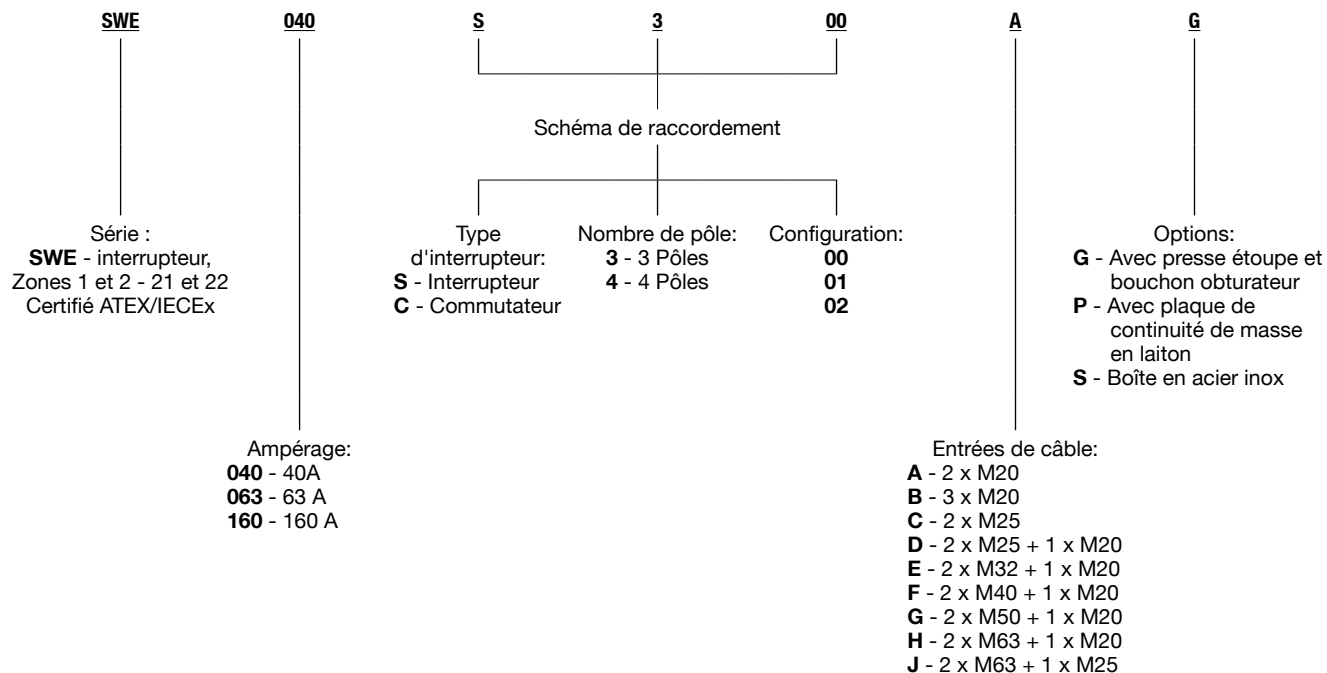 SWE 040 S 3 00 A G
Schéma de raccordement
Série :
SWE - interrupteur,
Zones 1 et 2 - 21 et 22
Certifié ATEX/IECEx
Type
d'interrupteur:
S - Interrupteur
C - Commutateur
Nombre de pôle:
3 - 3 Pôles
4 - 4 Pôles
Configuration:
00
01
02
Options:
G - Avec presse étoupe et
bouchon obturateur
P - Avec plaque de
continuité de masse
en laiton
S - Boîte en acier inox
Ampérage:
040 - 40A
063 - 63 A
160 - 160 A
Entrées de câble:
A - 2 x M20
B - 3 x M20
C - 2 x M25
D - 2 x M25 + 1 x M20
E - 2 x M32 + 1 x M20
F - 2 x M40 + 1 x M20
G - 2 x M50 + 1 x M20
H - 2 x M63 + 1 x M20
J - 2 x M63 + 1 x M25